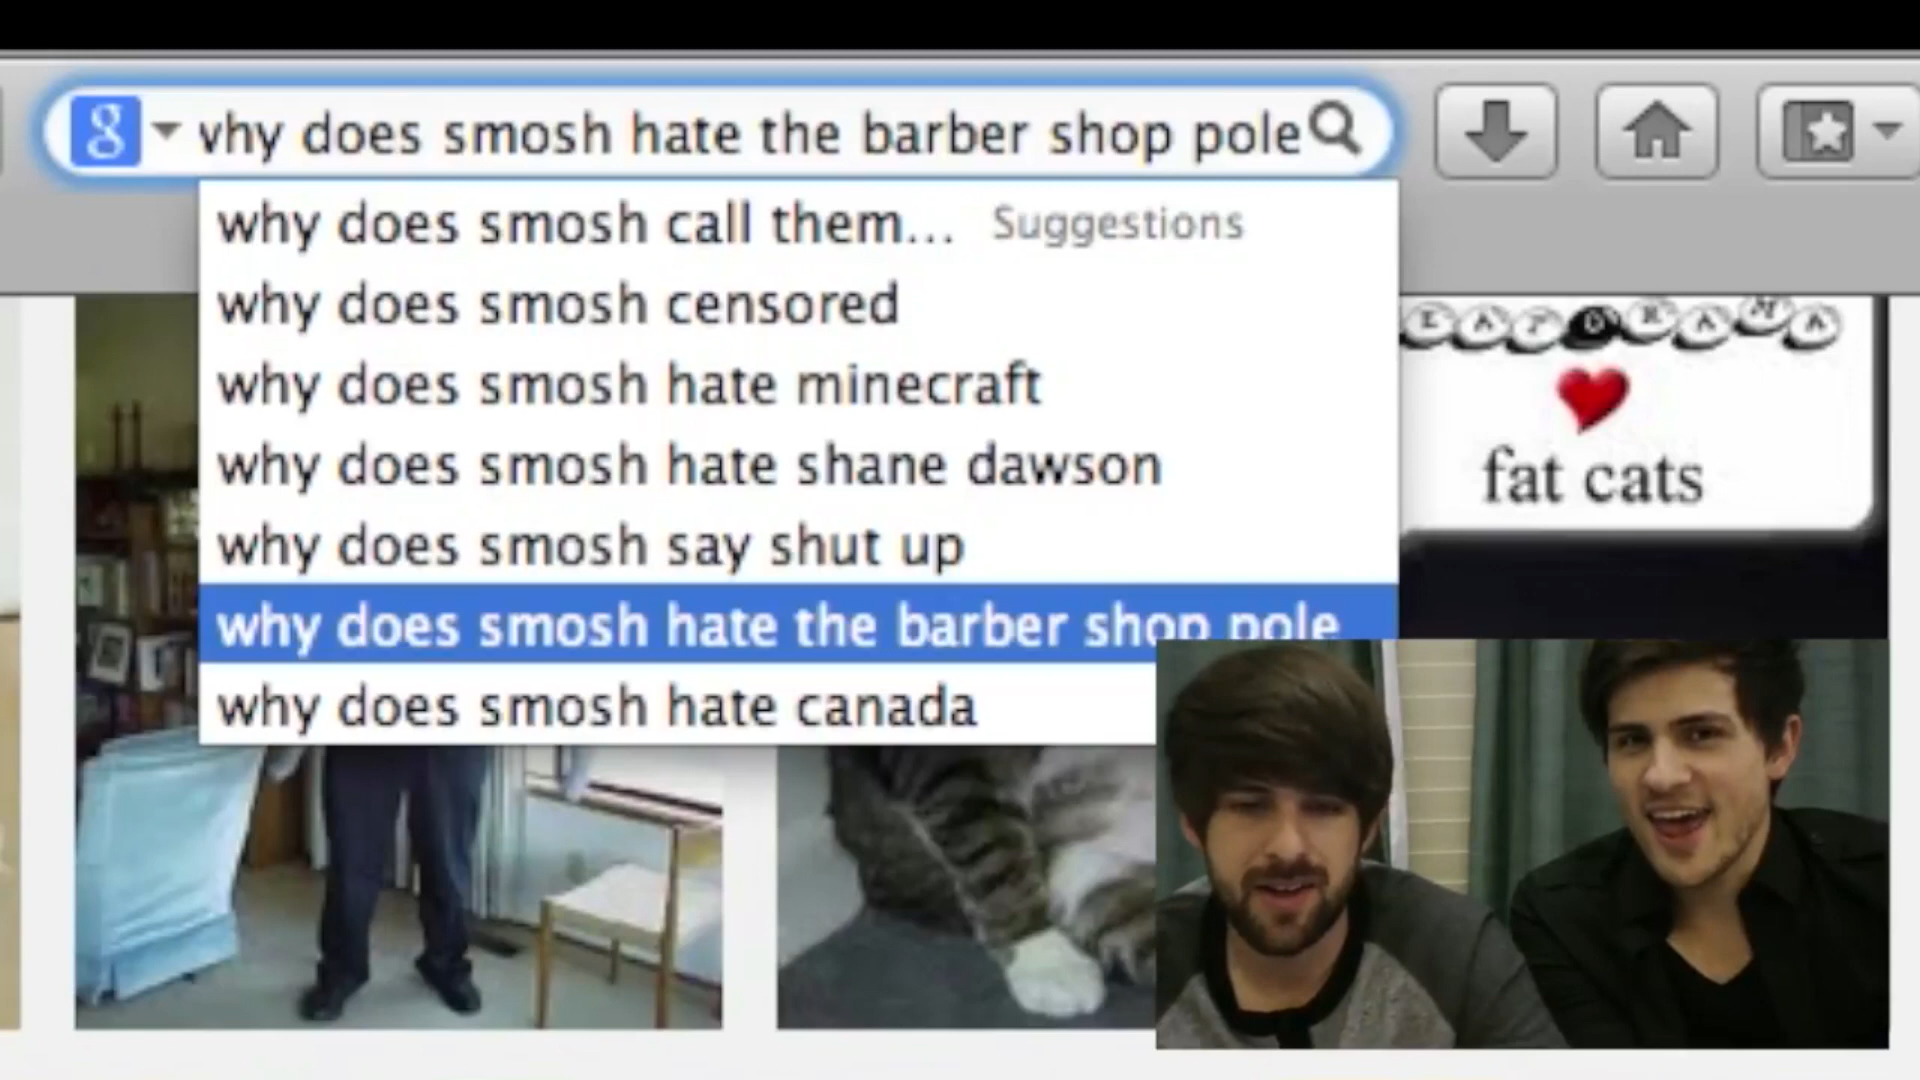 why does smosh hate the barber shop pole
why does smosh call them... Suggestions
why does smosh censored
why does smosh hate minecraft
why does smosh hate shane dawson
why does smosh say shut up
why does smosh hate the barber shop pole
why does smosh hate canada
EATORAMA
fat cats